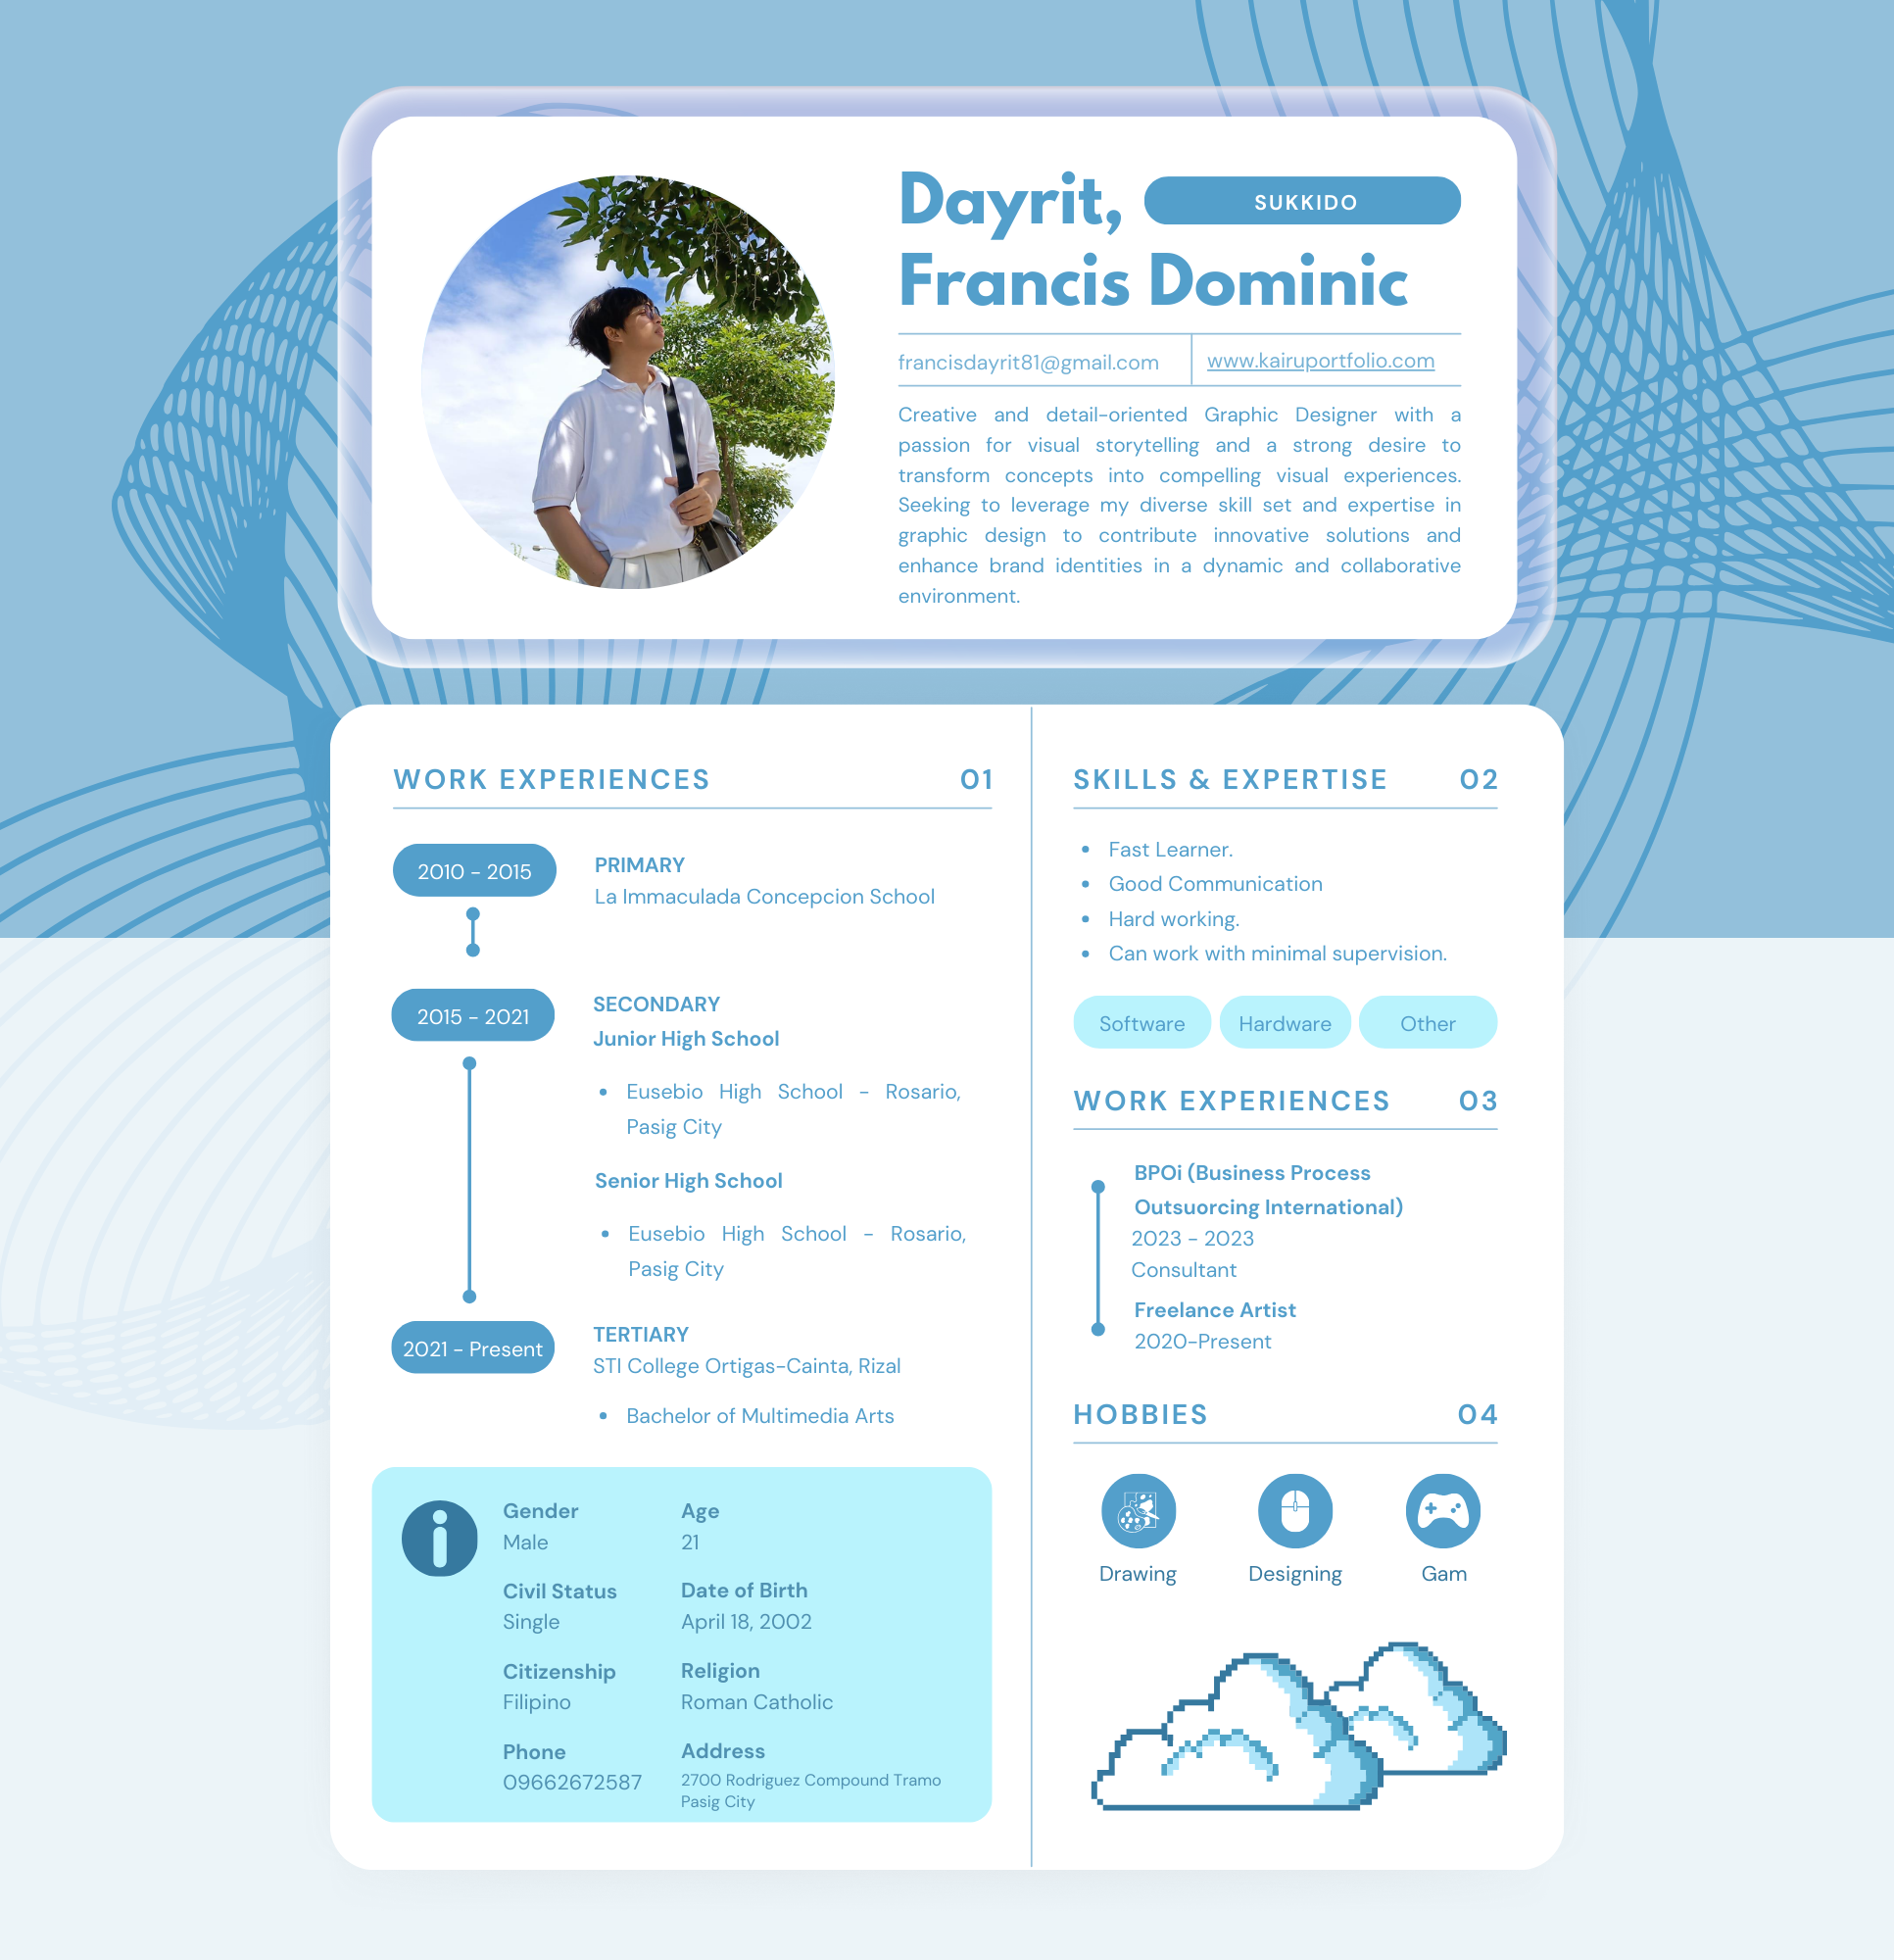 Dayrit,
SUKKIDO
Francis Dominic
francisdayrit81@gmail.com
www.kairuportfolio.com
Creative and detail-oriented Graphic Designer with a
passion for visual storytelling and a strong desire to
transform concepts into compelling visual experiences.
Seeking to leverage my diverse skill set and expertise in
graphic design to contribute innovative solutions and
enhance brand identities in a dynamic and collaborative
environment.
WORK EXPERIENCES 01
2010 - 2015
PRIMARY
La Immaculada Concepcion School
2015 - 2021
SECONDARY
Junior High School
• Eusebio High School - Rosario,
Pasig City
Senior High School
• Eusebio High School - Rosario,
Pasig City
2021 - Present
TERTIARY
STI College Ortigas-Cainta, Rizal
• Bachelor of Multimedia Arts
Gender
Male
Age
21
Civil Status
Single
Date of Birth
April 18, 2002
Citizenship
Filipino
Religion
Roman Catholic
Phone
09662672587
Address
2700 Rodriguez Compound Tramo
Pasig City
SKILLS & EXPERTISE 02
• Fast Learner.
• Good Communication
• Hard working.
• Can work with minimal supervision.
Software
Hardware
Other
WORK EXPERIENCES 03
BPOi (Business Process
Outsuorcing International)
2023 - 2023
Consultant
Freelance Artist
2020-Present
HOBBIES 04
Drawing
Designing
Gam